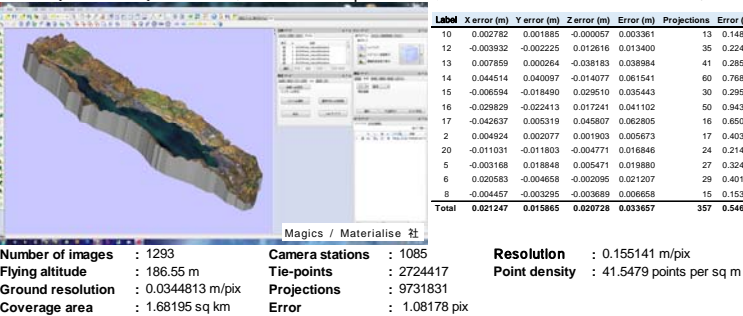 Label X error (m) Y error (m) Z error (m) Error (m) Projections Error (
10 0.002782 0.001885 -0.000057 0.003361 13 0.148
12 -0.003932 -0.002225 0.012616 0.013400 35 0.224
13 0.007859 0.000264 -0.038183 0.038984 41 0.285
14 0.044514 0.040097 -0.014077 0.061541 60 0.768
15 -0.006594 -0.018490 0.029510 0.035443 30 0.295
16 -0.029829 -0.022413 0.017241 0.041102 50 0.943
17 -0.042637 0.005319 0.045807 0.062805 16 0.650
2 0.004924 0.002077 0.001903 0.005673 17 0.403
20 -0.011031 -0.011803 -0.004771 0.016846 24 0.214
5 -0.003168 0.018848 0.005471 0.019880 27 0.324
6 0.020583 -0.004658 -0.002095 0.021207 29 0.401
8 -0.004457 -0.003295 -0.003689 0.006658 15 0.153
Total 0.021247 0.015865 0.020728 0.033657 357 0.546
Magics / Materialise 社
Number of images : 1293 Camera stations : 1085 Resolution : 0.155141 m/pix
Flying altitude : 186.55 m Tie-points : 2724417 Point density : 41.5479 points per sq m
Ground resolution : 0.0344813 m/pix Projections : 9731831
Coverage area : 1.68195 sq km Error : 1.08178 pix